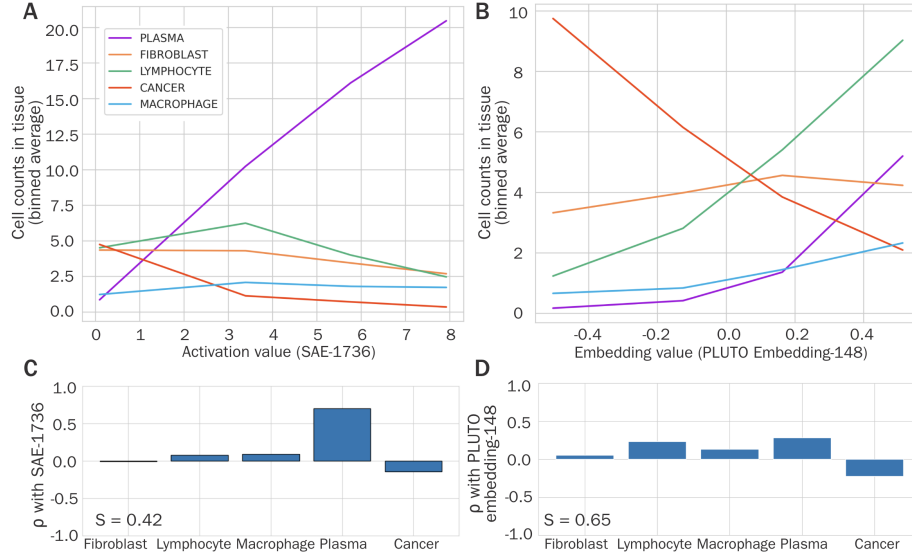 A
Cell counts in tissue
(binned average)
20.0
17.5
15.0
12.5
10.0
7.5
5.0
2.5
0.0
PLASMA
FIBROBLAST
LYMPHOCYTE
CANCER
MACROPHAGE
0 1 2 3 4 5 6 7 8
Activation value (SAE-1736)
B
Cell counts in tissue
(binned average)
10
8
6
4
2
0
-0.4 -0.2 0.0 0.2 0.4
Embedding value (PLUTO Embedding-148)
C
ρ with SAE-1736
1.0
0.5
0.0
-0.5
-1.0
S = 0.42
Fibroblast Lymphocyte Macrophage Plasma Cancer
D
ρ with PLUTO
embedding-148
1.0
0.5
0.0
-0.5
-1.0
S = 0.65
Fibroblast Lymphocyte Macrophage Plasma Cancer